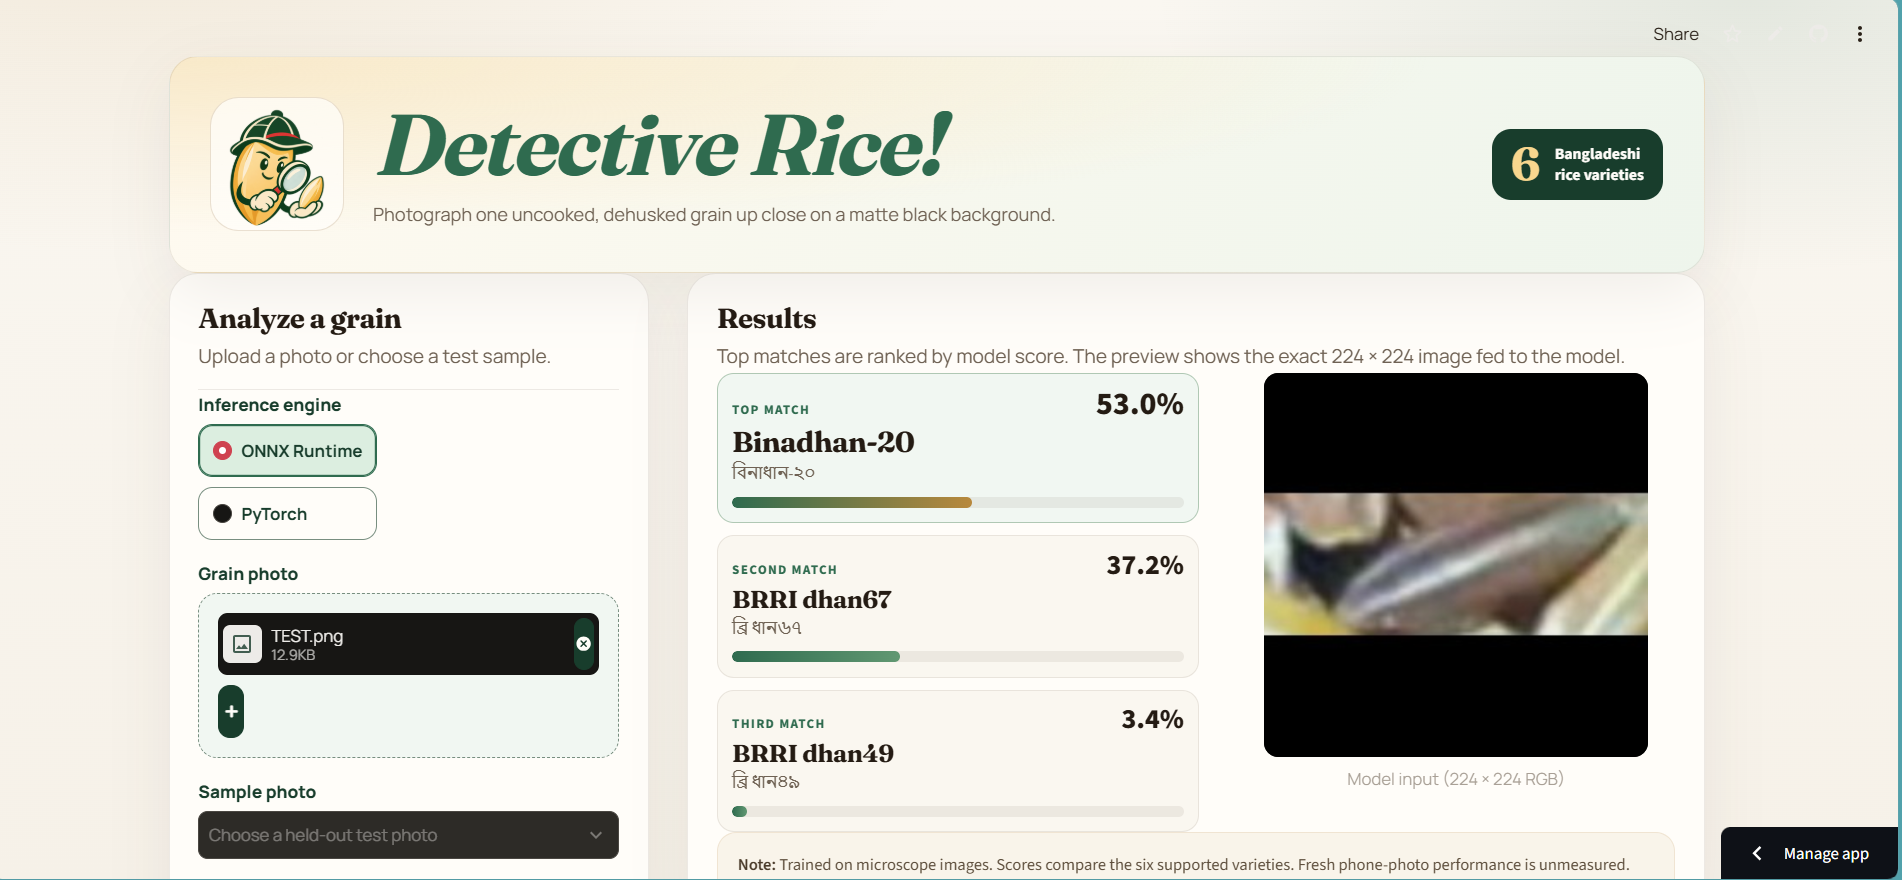 Share
Detective Rice!
Photograph one uncooked, dehusked grain up close on a matte black background.
6
Bangladeshi
rice varieties
Analyze a grain
Upload a photo or choose a test sample.
Inference engine
ONNX Runtime
PyTorch
Grain photo
TEST.png
12.9KB
+
Sample photo
Choose a held-out test photo
Results
Top matches are ranked by model score. The preview shows the exact 224 × 224 image fed to the model.
TOP MATCH
53.0%
Binadhan-20
বিনাধান-২০
SECOND MATCH
37.2%
BRRI dhan67
ব্রি ধান৬৭
THIRD MATCH
3.4%
BRRI dhan49
ব্রি ধান৪৯
Model input (224 × 224 RGB)
Note: Trained on microscope images. Scores compare the six supported varieties. Fresh phone-photo performance is unmeasured.
Manage app